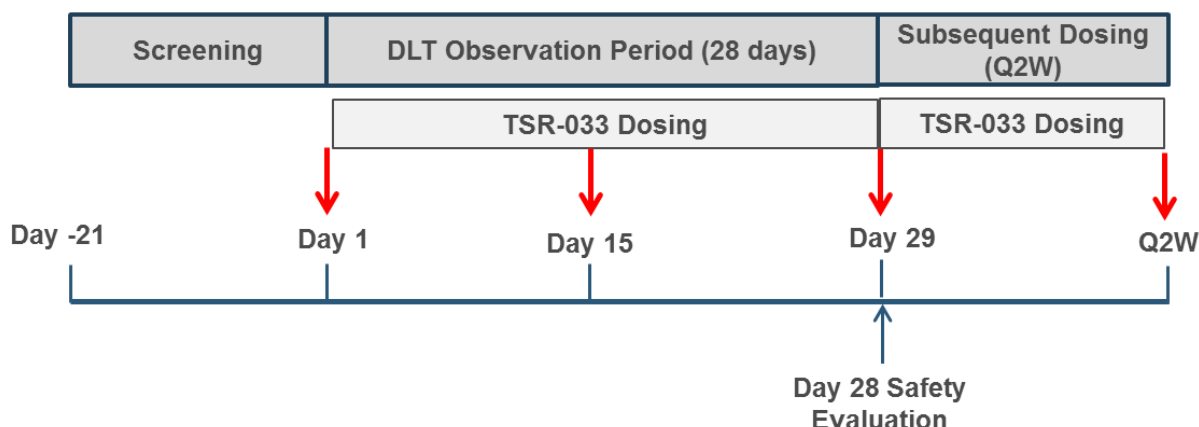 Screening
DLT Observation Period (28 days)
Subsequent Dosing
(Q2W)
TSR-033 Dosing
TSR-033 Dosing
Day -21
Day 1
Day 15
Day 29
Q2W
Day 28 Safety
Evaluation